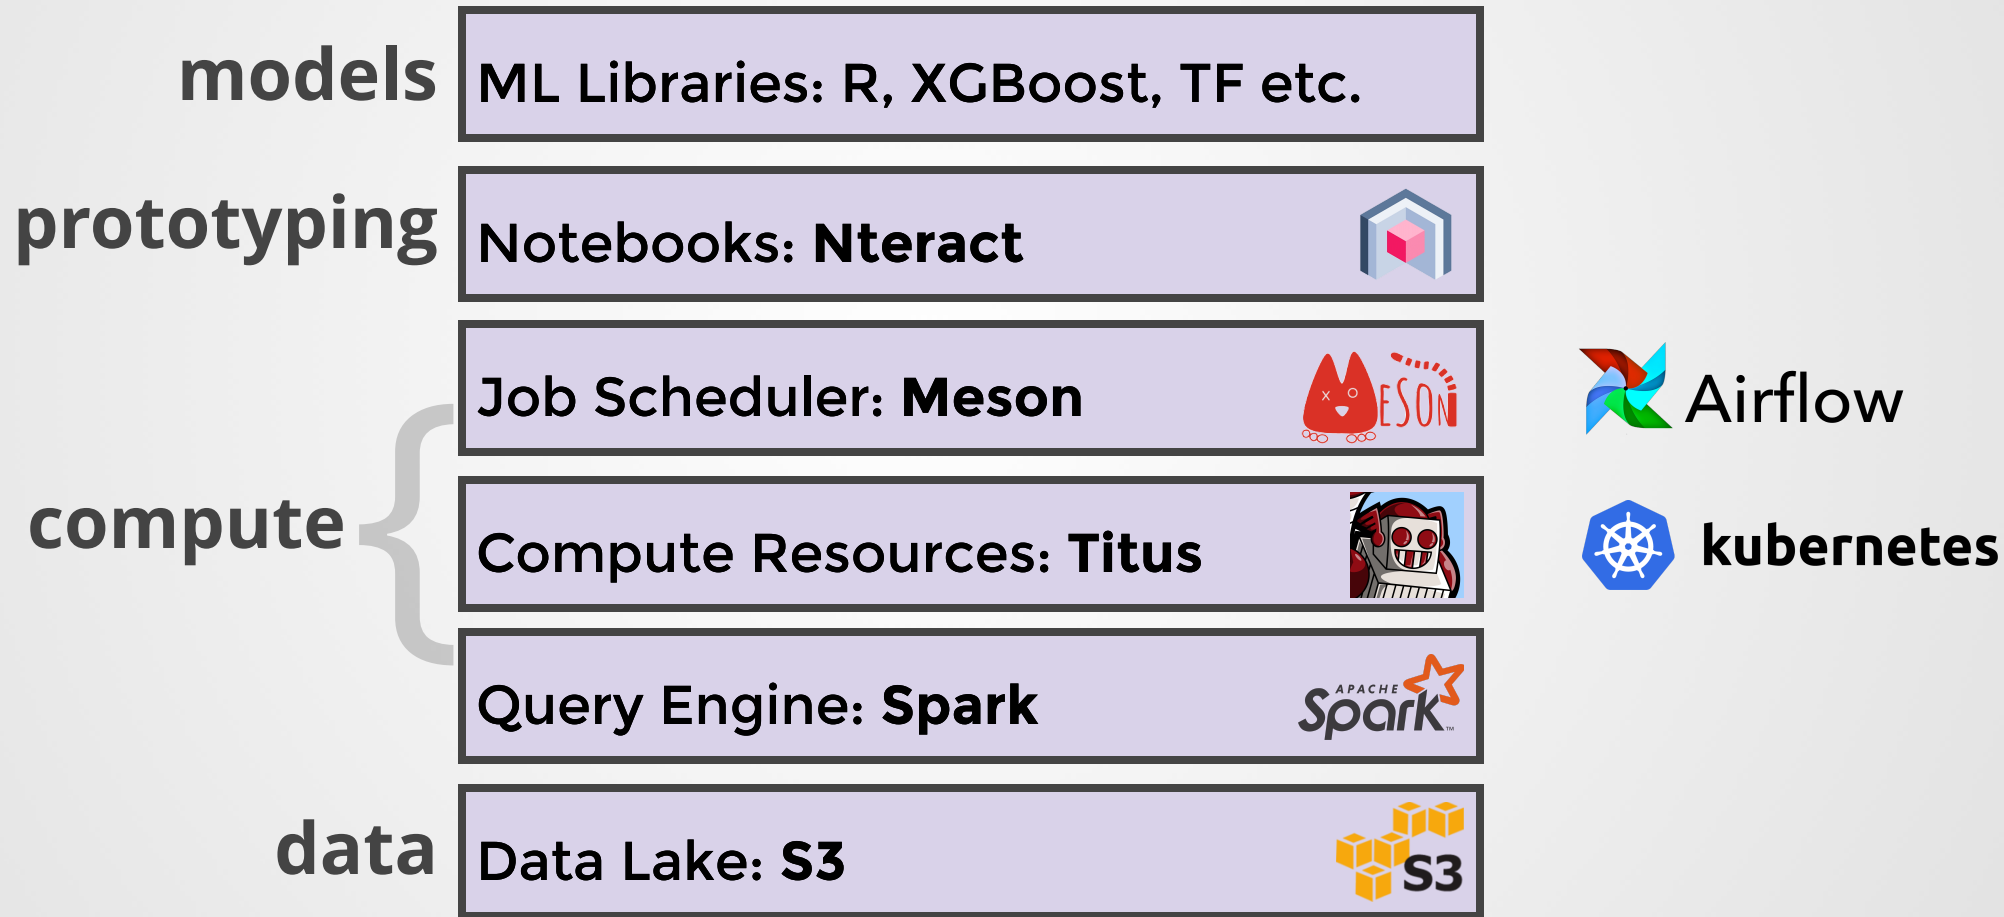 models
ML Libraries: R, XGBoost, TF etc.
prototyping
Notebooks: Nteract
Job Scheduler: Meson
MESON
Airflow
compute
Compute Resources: Titus
kubernetes
Query Engine: Spark
APACHE
Spark™
data
Data Lake: S3
S3